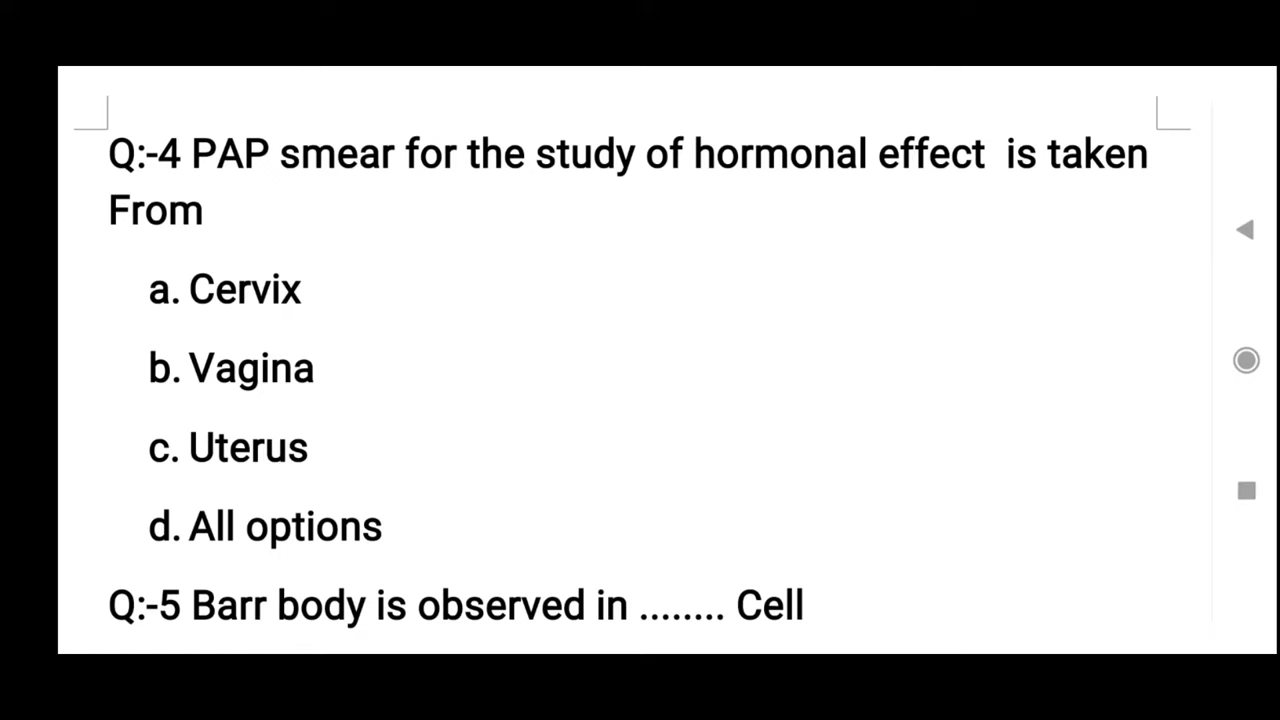 Q:-4 PAP smear for the study of hormonal effect is taken
From
a. Cervix
b. Vagina
c. Uterus
d. All options
Q:-5 Barr body is observed in ........ Cell